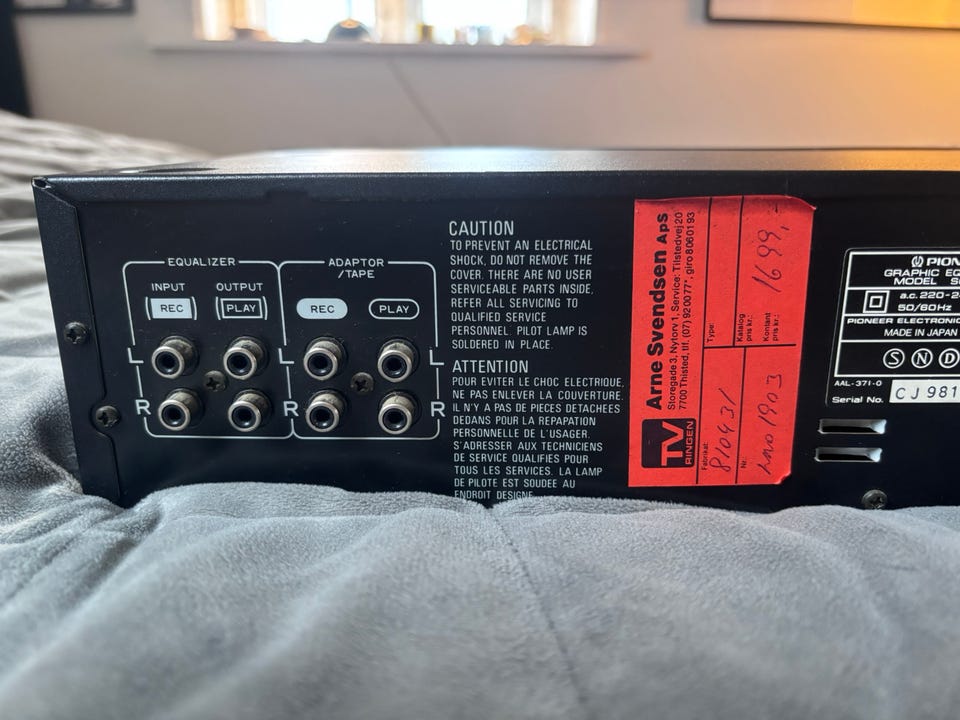 EQUALIZER
INPUT
REC
OUTPUT
PLAY
ADAPTOR
/TAPE
REC
PLAY
L
L
L
R
R
R
CAUTION
TO PREVENT AN ELECTRICAL
SHOCK, DO NOT REMOVE THE
COVER. THERE ARE NO USER
SERVICEABLE PARTS INSIDE.
REFER ALL SERVICING TO
QUALIFIED SERVICE
PERSONNEL. PILOT LAMP IS
SOLDERED IN PLACE.
ATTENTION
POUR EVITER LE CHOC ELECTRIQUE,
NE PAS ENLEVER LA COUVERTURE.
IL N'Y A PAS DE PIECES DETACHEES
DEDANS POUR LA REPAPATION
PERSONNELLE DE L'USAGER.
S'ADRESSER AUX TECHNICIENS
DE SERVICE QUALIFIES POUR
TOUS LES SERVICES. LA LAMP
DE PILOTE EST SOUDEE AU
ENDROIT DESIGNE.
TV
RINGEN
Arne Svendsen ApS
Storegade 3, Nytorv 1, Service: Tilstedvej 20
7700 Thisted, tlf. (07) 92 00 77*, giro 8 06 01 93
Fabrikat:
810431
Type:
Nr.:
1903
Katalog
pris kr.:
Kontant
pris kr.:
1699,-
PION
GRAPHIC EQ
MODEL S
a.c. 220-2
50/60Hz
PIONEER ELECTRONIC
MADE IN JAPAN
S N D
AAL-371-0
Serial No. CJ981